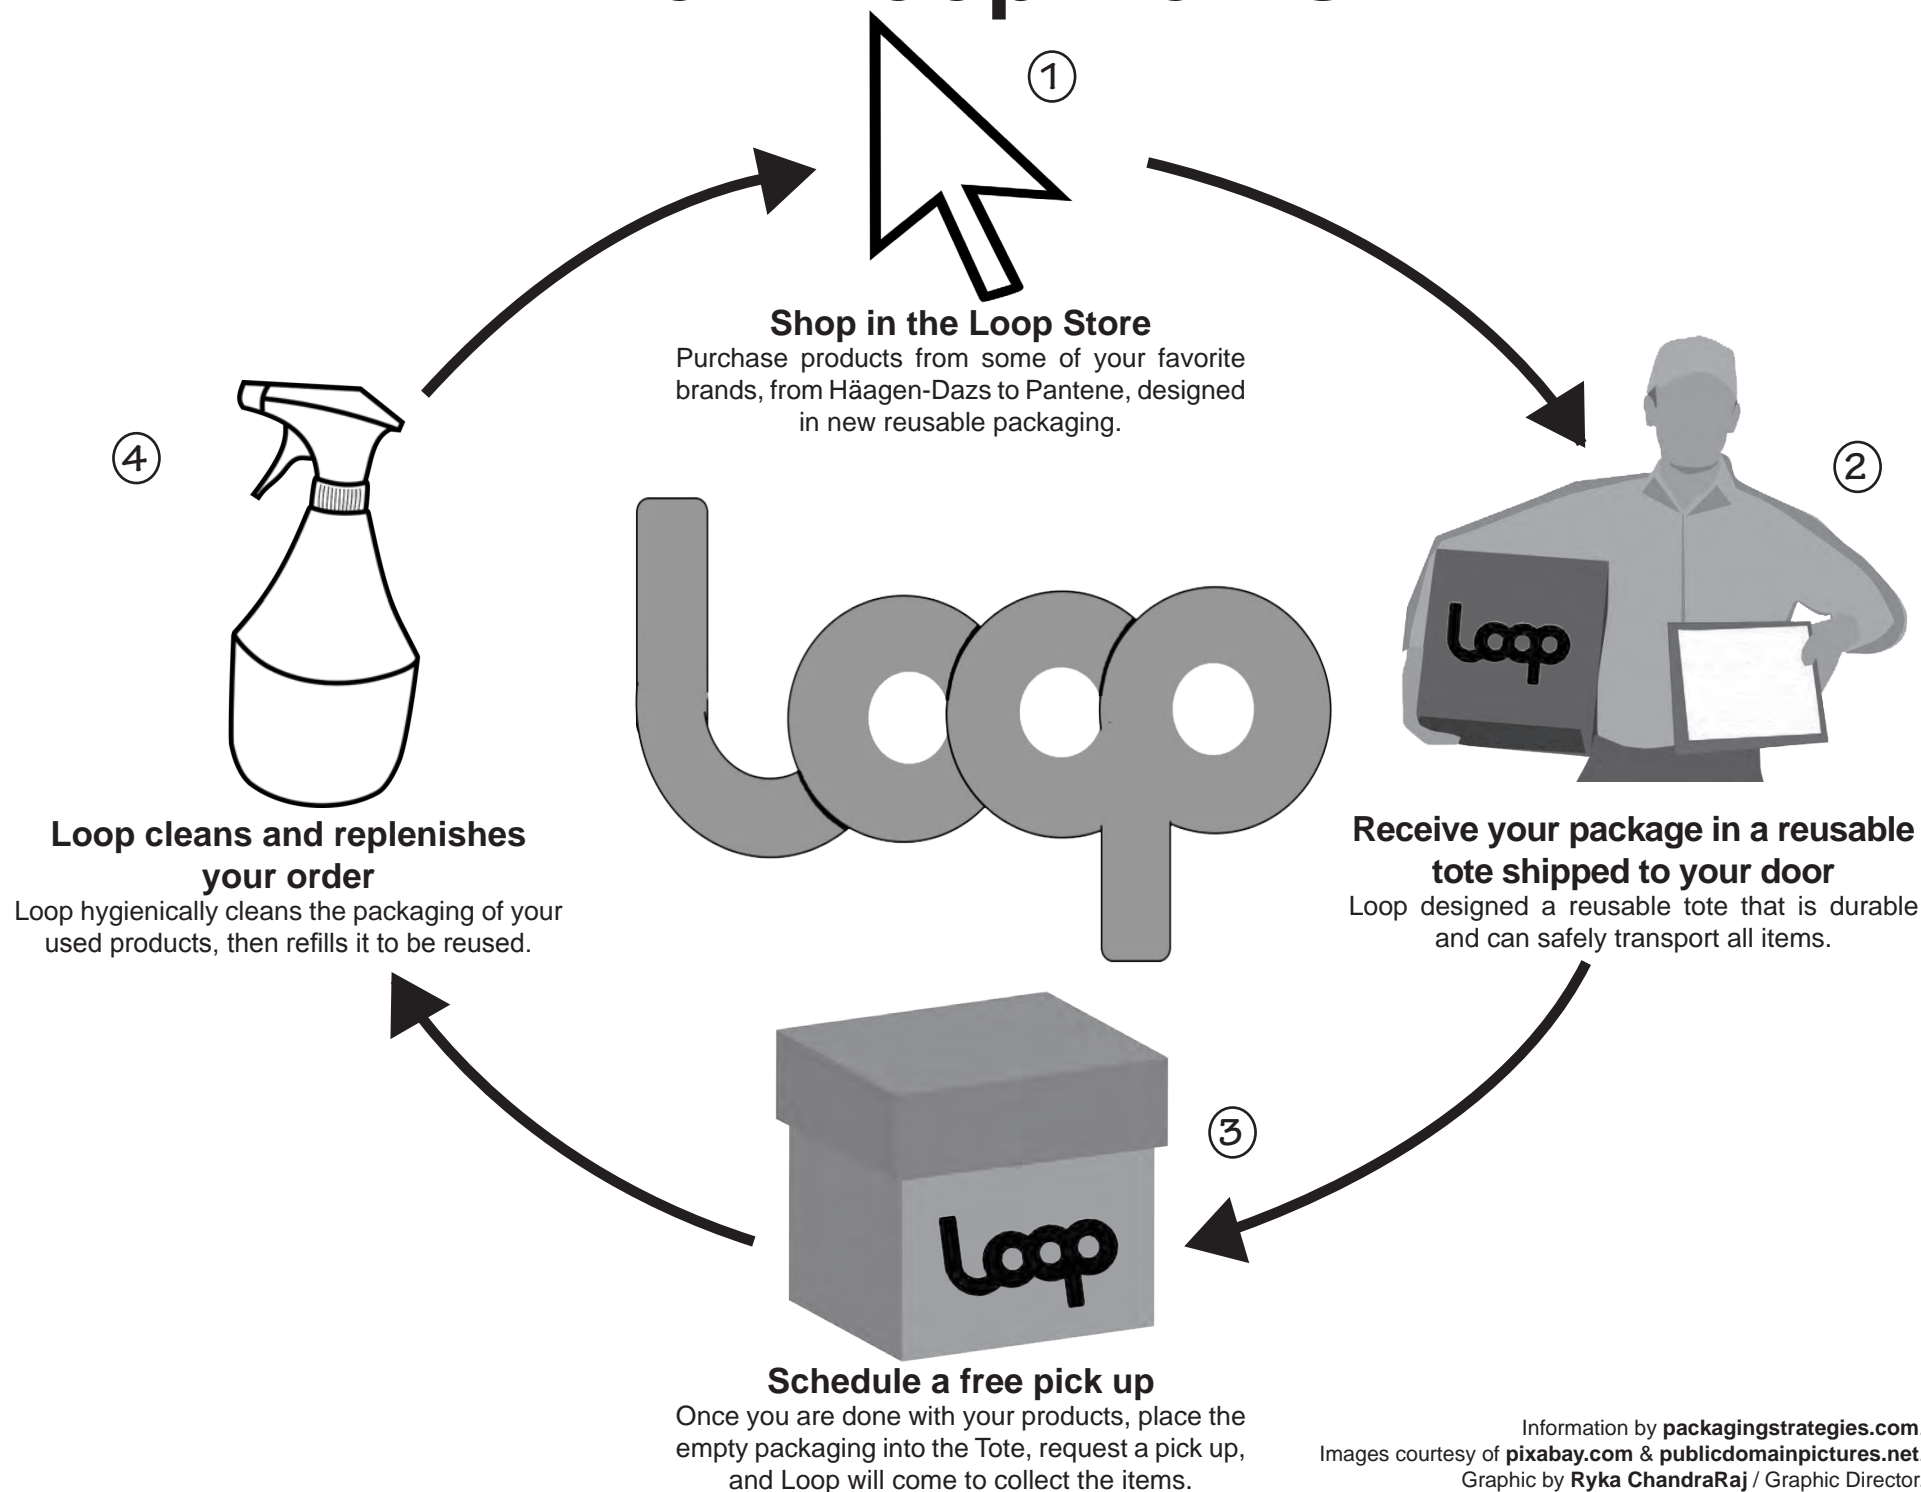 ①
Shop in the Loop Store
Purchase products from some of your favorite
brands, from Häagen-Dazs to Pantene, designed
in new reusable packaging.
②
Loop
Receive your package in a reusable
tote shipped to your door
Loop designed a reusable tote that is durable
and can safely transport all items.
Loop
③
Loop
Schedule a free pick up
Once you are done with your products, place the
empty packaging into the Tote, request a pick up,
and Loop will come to collect the items.
④
Loop cleans and replenishes
your order
Loop hygienically cleans the packaging of your
used products, then refills it to be reused.
Information by packagingstrategies.com.
Images courtesy of pixabay.com & publicdomainpictures.net.
Graphic by Ryka ChandraRaj / Graphic Director.